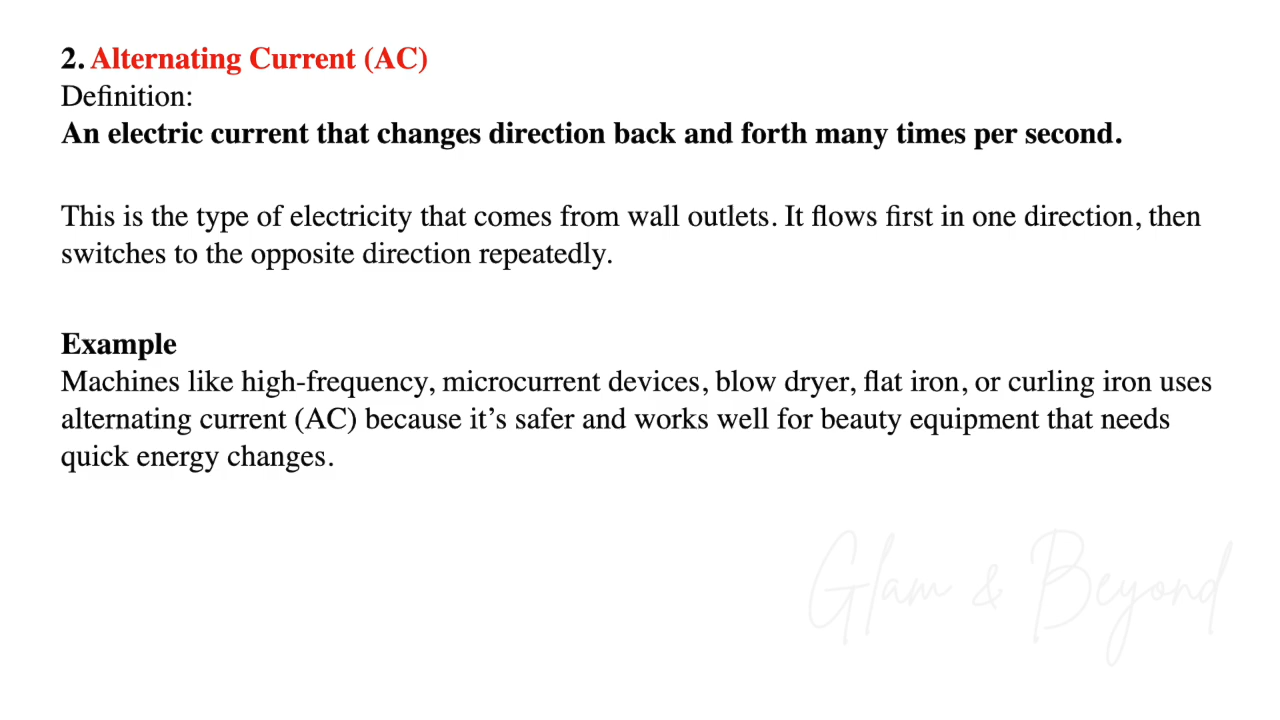 2. Alternating Current (AC)
Definition:
An electric current that changes direction back and forth many times per second.
This is the type of electricity that comes from wall outlets. It flows first in one direction, then
switches to the opposite direction repeatedly.
Example
Machines like high-frequency, microcurrent devices, blow dryer, flat iron, or curling iron uses
alternating current (AC) because it’s safer and works well for beauty equipment that needs
quick energy changes.
Glam & Beyond